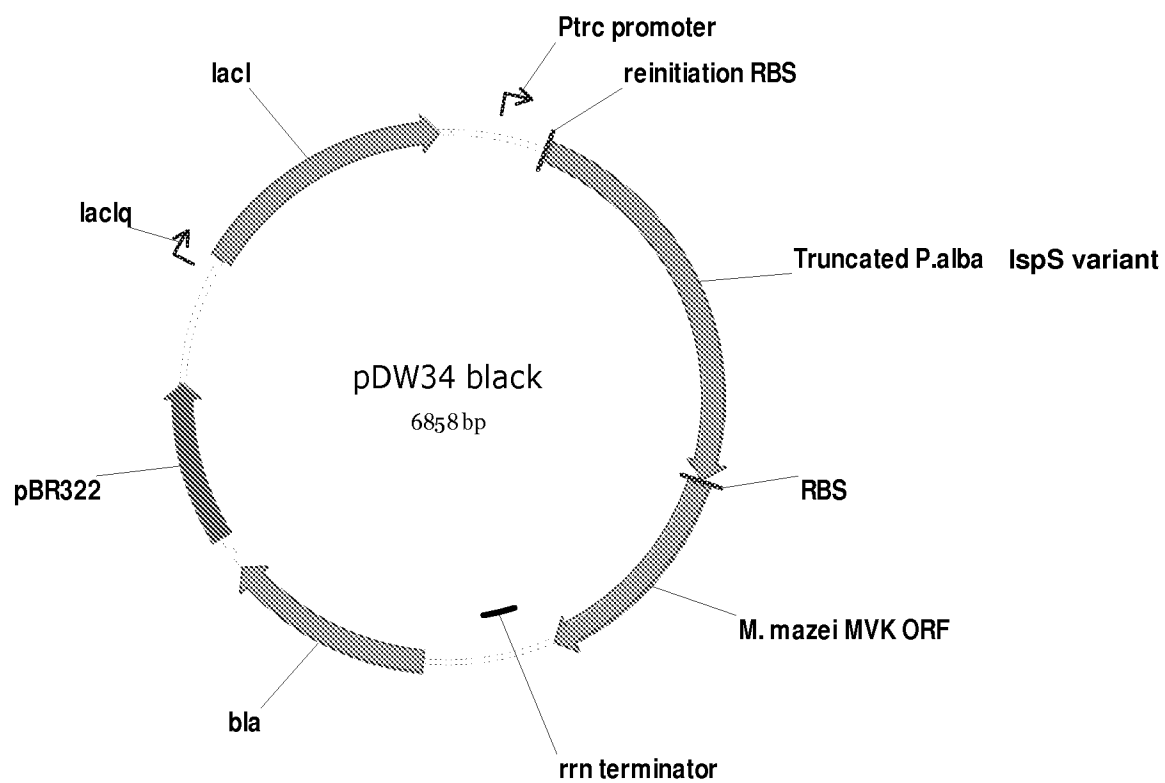 Ptrc promoter
lacI
reinitiation RBS
lacIq
Truncated P.alba IspS variant
pDW34 black
6858 bp
pBR322
RBS
M. mazei MVK ORF
bla
rrn terminator